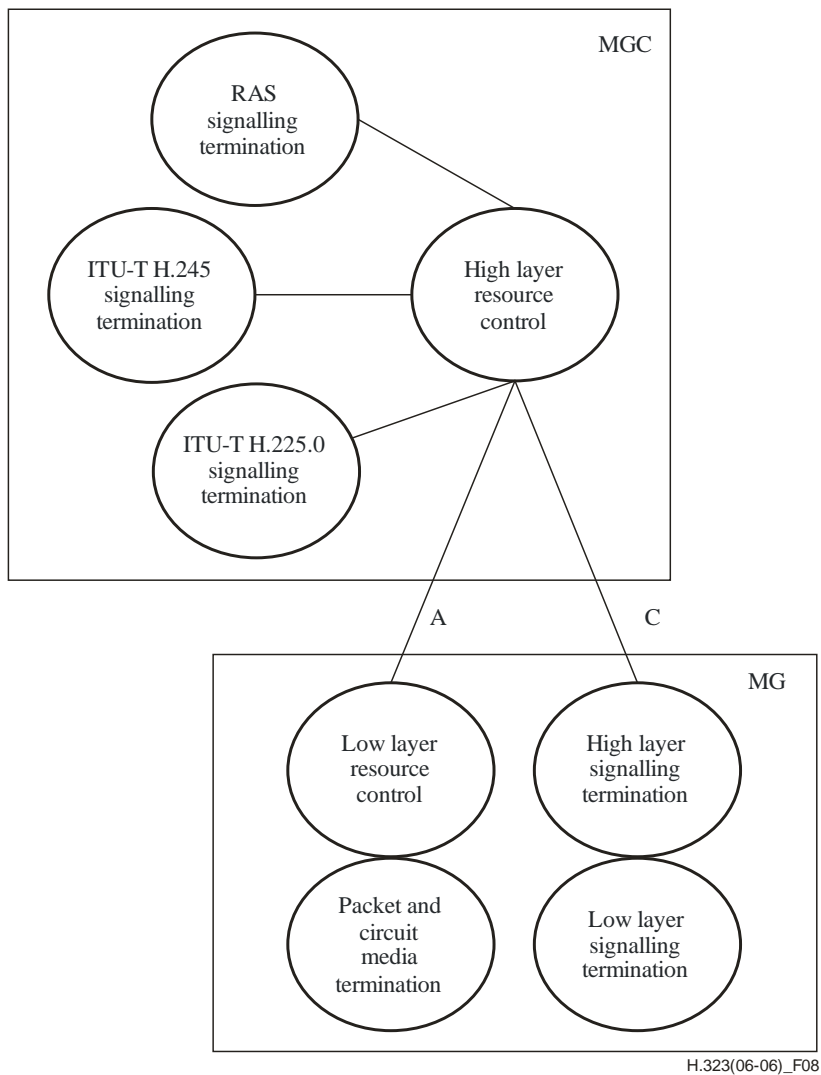 MGC
RAS
signalling
termination
ITU-T H.245
signalling
termination
High layer
resource
control
ITU-T H.225.0
signalling
termination
A
C
MG
Low layer
resource
control
High layer
signalling
termination
Packet and
circuit
media
termination
Low layer
signalling
termination
H.323(06-06)_F08